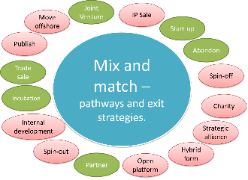 Joint
Venture
IP Sale
Start up
Abandon
Spin-off
Charity
Strategic
alliance
Hybrid
form
Open
platform
Partner
Spin-out
Internal
development
Incubation
Trade
sale
Publish
Move
offshore
Mix and
match –
pathways and exit
strategies.